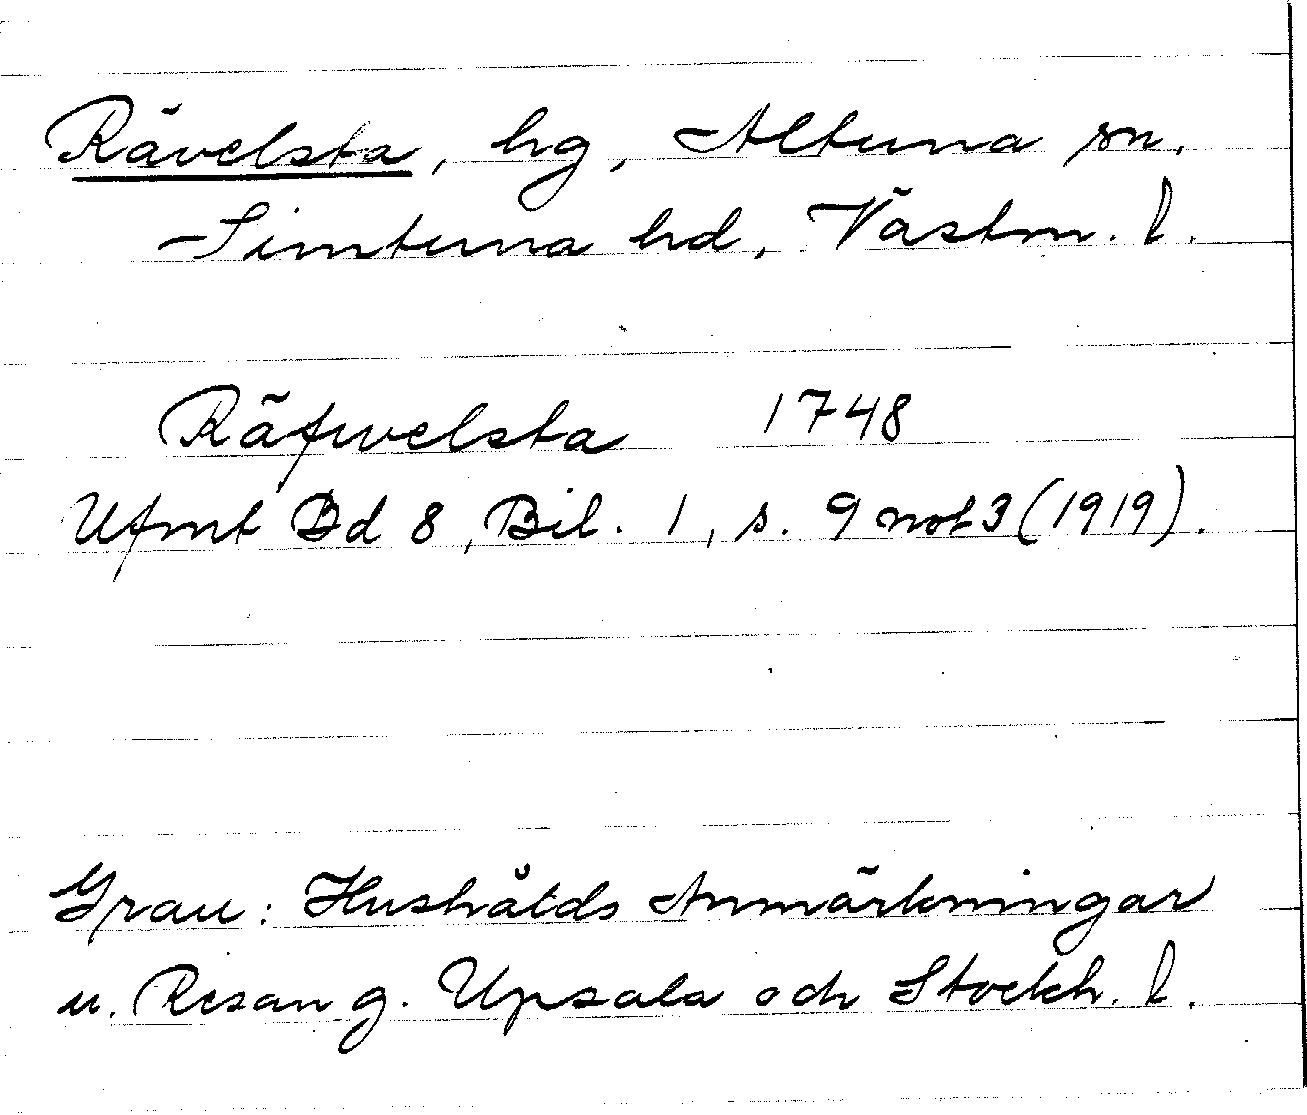 Rävelsta, hg, Altuna sn,
Simtuna hd, Västm. l.
Räfwelsta 1748
Ufmt Bd 8, Bil. 1, s. 9 not 3 (1919).
Grau: Hushålds Anmärkningar
u. Resan g. Upsala och Stockh. l.